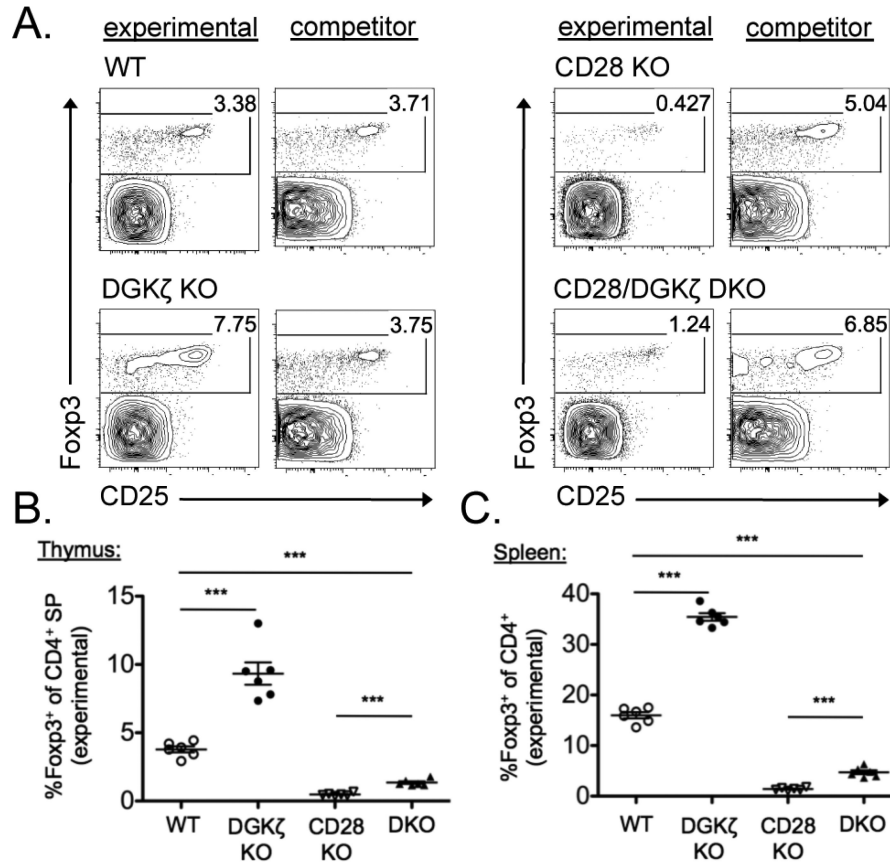 A.
experimental competitor experimental competitor
WT CD28 KO
3.38 3.71 0.427 5.04
DGKζ KO CD28/DGKζ DKO
7.75 3.75 1.24 6.85
Foxp3 Foxp3
CD25 CD25
B.
Thymus:
%Foxp3⁺ of CD4⁺ SP
(experimental)
15
10
5
0
***
***
***
WT DGKζ KO CD28 KO DKO
C.
Spleen:
%Foxp3⁺ of CD4⁺
(experimental)
40
30
20
10
0
***
***
***
WT DGKζ KO CD28 KO DKO